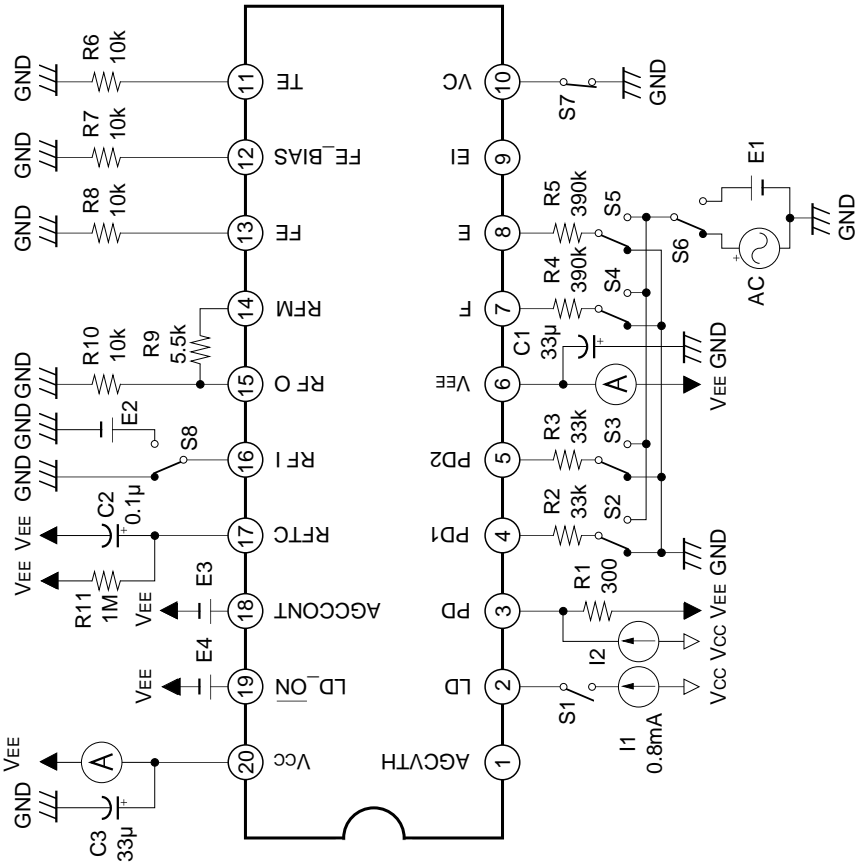 GND
R6
10k
GND
R7
10k
GND
R8
10k
GND
R10
10k
R9
5.5k
GND
E2
GND
S8
VEE
C2
0.1µ
+
VEE
R11
1M
VEE
E3
VEE
E4
VEE
A
GND
C3
33µ
+
11
TE
12
FE_BIAS
13
FE
14
RFM
15
RF O
16
RF I
17
RFTC
18
AGCCONT
19
LD_ON
20
VCC
VC
10
EI
9
E
8
F
7
VEE
6
PD2
5
PD1
4
PD
3
LD
2
AGCVTH
1
S7
GND
R5
390k
S5
R4
390k
S4
C1
33µ
+
GND
A
VEE
R3
33k
S3
R2
33k
S2
GND
R1
300
VEE
I2
VCC
S1
I1
0.8mA
VCC
S6
E1
AC
+
GND